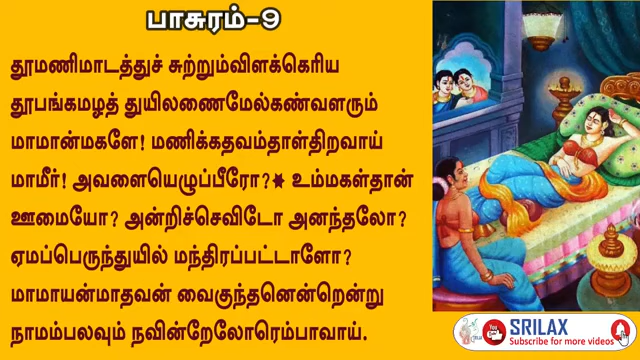 பாசுரம்-9
தூமணிமாடத்துச் சுற்றும்விளக்கெரிய
தூபங்கமழத் துயிலணைமேல்கண்வளரும்
மாமான்மகளே! மணிக்கதவம்தாள்திறவாய்
மாமீர்! அவளையெழுப்பீரோ?* உம்மகள்தான்
ஊமையோ? அன்றிச்செவிடோ அனந்தலோ?
ஏமப்பெருந்துயில் மந்திரப்பட்டாளோ?
மாமாயன்மாதவன் வைகுந்தனென்றென்று
நாமம்பலவும் நவின்றேலோரெம்பாவாய்.
SRILAX
Subscribe for more videos